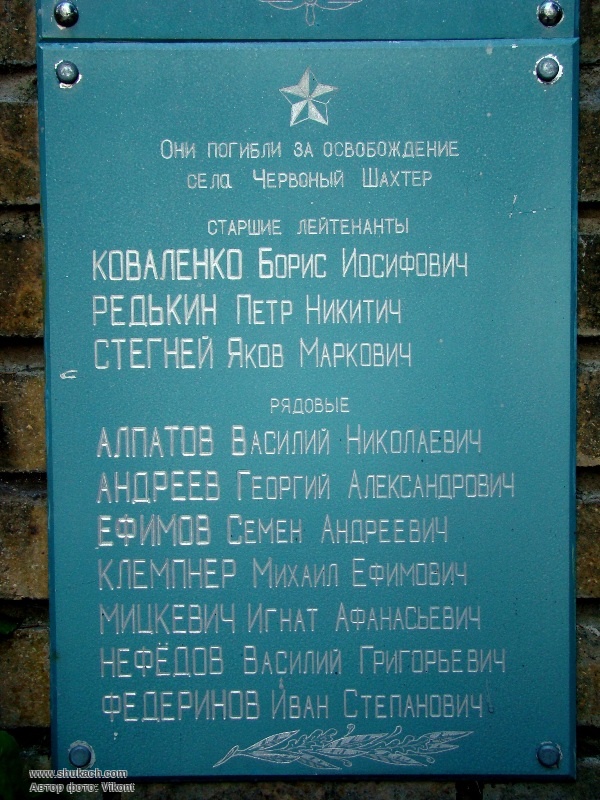 Они погибли за освобождение
села Червоный Шахтер
старшие лейтенанты
КОВАЛЕНКО Борис Иосифович
РЕДЬКИН Петр Никитич
СТЕГНЕЙ Яков Маркович
рядовые
АЛПАТОВ Василий Николаевич
АНДРЕЕВ Георгий Александрович
ЕФИМОВ Семен Андреевич
КЛЕМПНЕР Михаил Ефимович
МИЦКЕВИЧ Игнат Афанасьевич
НЕФЁДОВ Василий Григорьевич
ФЕДЕРИНОВ Иван Степанович
www.shukach.com
Автор фото: Vikont